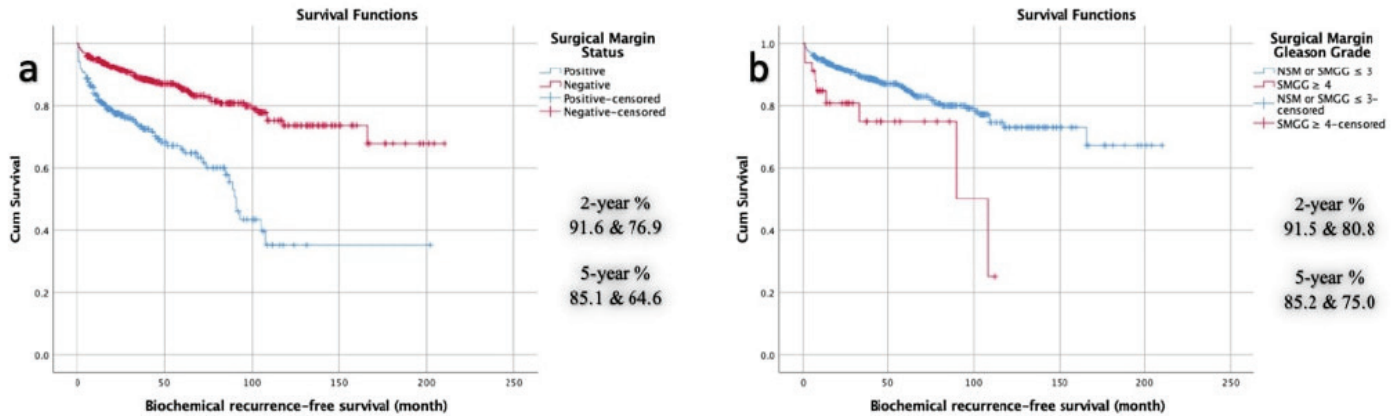 Survival Functions
a
Surgical Margin
Status
Positive
Negative
Positive-censored
Negative-censored
Cum Survival
0.8
0.6
0.4
0.2
0.0
2-year %
91.6 & 76.9
5-year %
85.1 & 64.6
0
50
100
150
200
250
Biochemical recurrence-free survival (month)
Survival Functions
b
Surgical Margin
Gleason Grade
NSM or SMGG ≤ 3
SMGG ≥ 4
NSM or SMGG ≤ 3-
censored
SMGG ≥ 4-censored
Cum Survival
1.0
0.8
0.6
0.4
0.2
0.0
2-year %
91.5 & 80.8
5-year %
85.2 & 75.0
0
50
100
150
200
250
Biochemical recurrence-free survival (month)